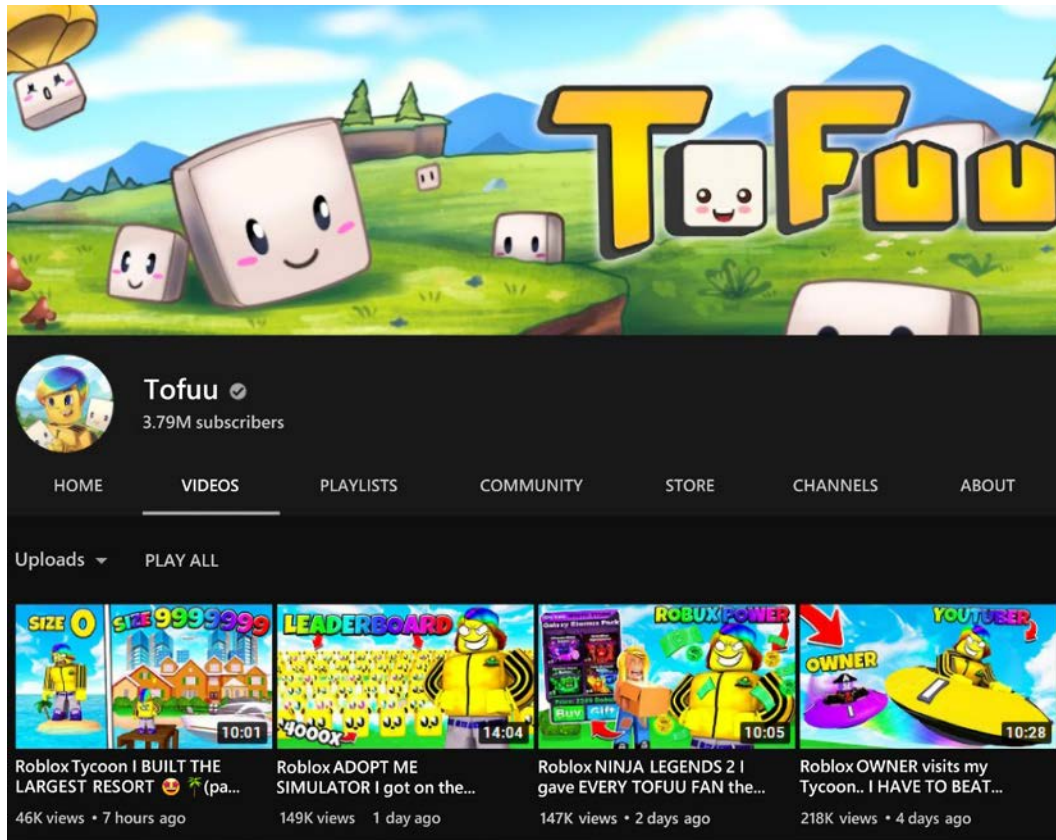 ToFuu
Tofuu
3.79M subscribers
HOME VIDEOS PLAYLISTS COMMUNITY STORE CHANNELS ABOUT
Uploads PLAY ALL
SIZE 0 SIZE 9999999
10:01
LEADERBOARD
4000X
14:04
ROBUX POWER
Buy Gift
10:05
YOUTUBER
OWNER
10:28
Roblox Tycoon I BUILT THE
LARGEST RESORT 😍 🌴(pa...
46K views • 7 hours ago
Roblox ADOPT ME
SIMULATOR I got on the...
149K views 1 day ago
Roblox NINJA LEGENDS 2 I
gave EVERY TOFUU FAN the...
147K views • 2 days ago
Roblox OWNER visits my
Tycoon.. I HAVE TO BEAT...
218K views • 4 days ago